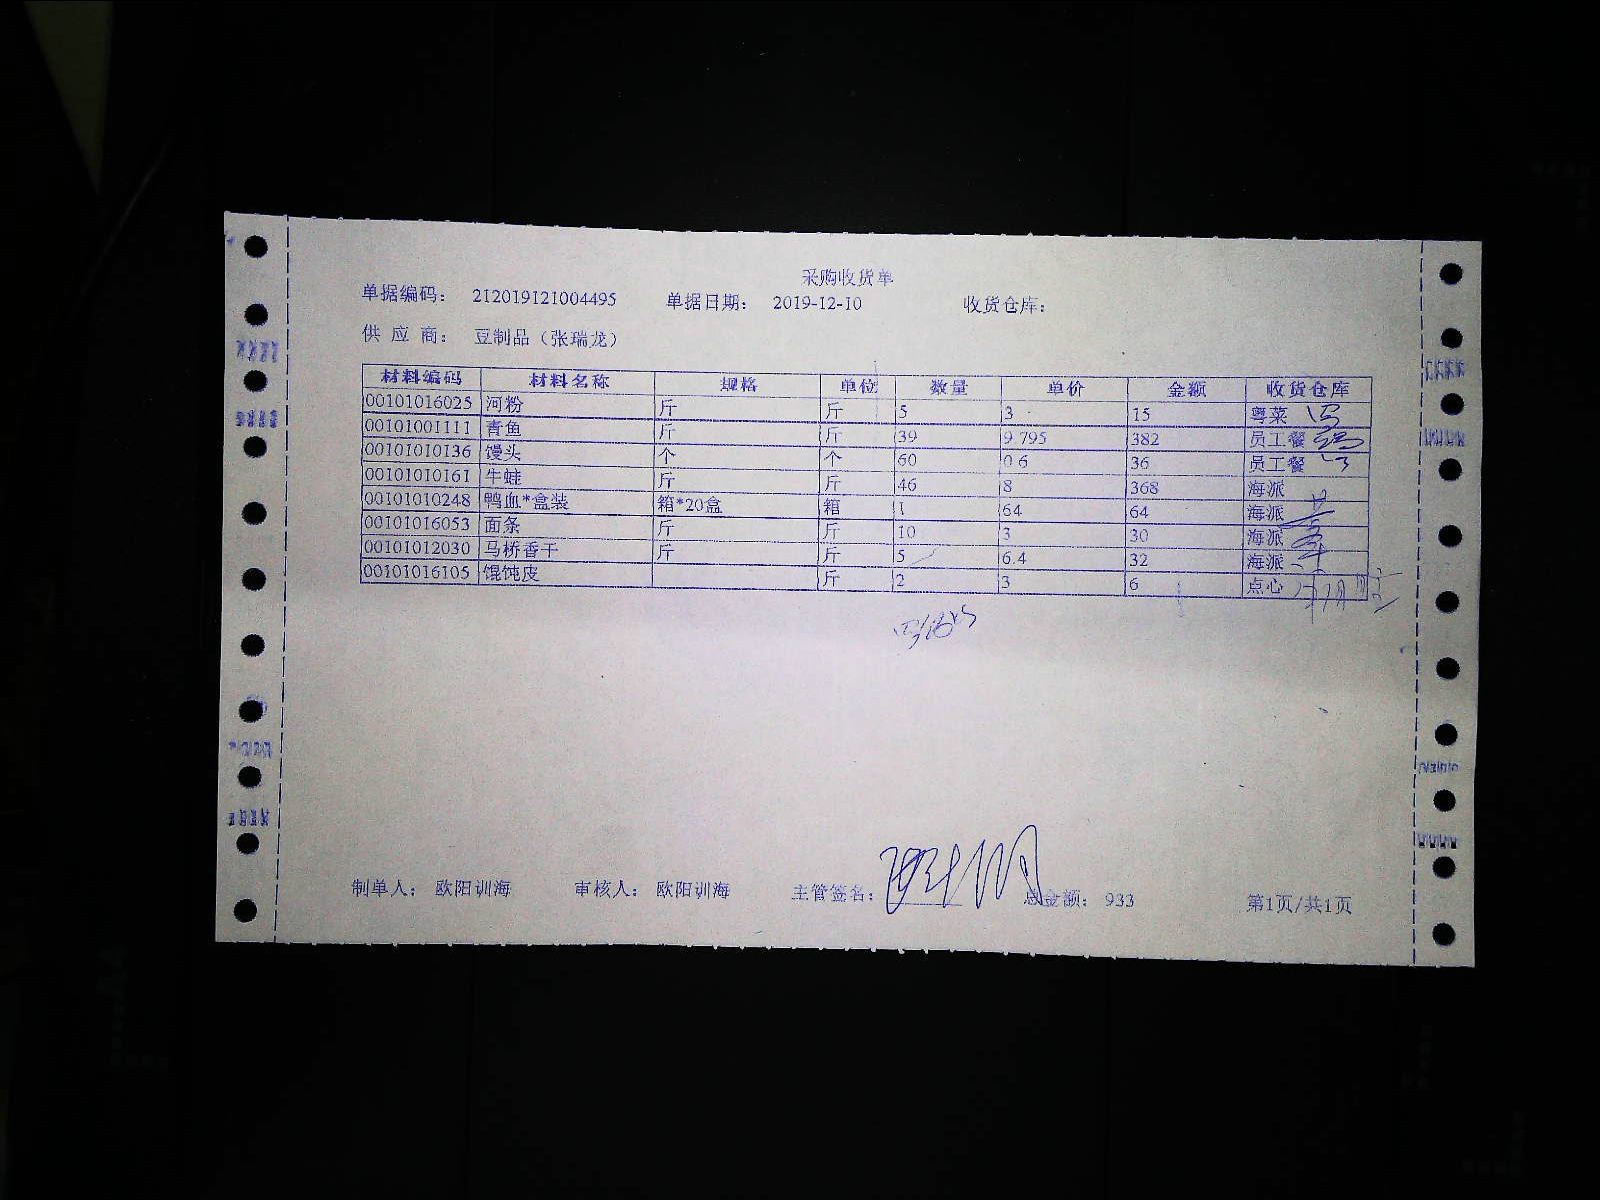 采购收货单
单据编码： 212019121004495 单据日期： 2019-12-10 收货仓库：
供 应 商： 豆制品（张瑞龙）
材料编码 材料名称 规格 单位 数量 单价 金额 收货仓库
00101016025 河粉 斤 斤 5 3 15 粤菜
00101001111 青鱼 斤 斤 39 9.795 382 员工餐
00101010136 馒头 个 个 60 0.6 36 员工餐
00101010161 牛蛙 斤 斤 46 8 368 海派
00101010248 鸭血*盒装 箱*20盒 箱 1 64 64 海派
00101016053 面条 斤 斤 10 3 30 海派
00101012030 马桥香干 斤 斤 5 6.4 32 海派
00101016105 馄饨皮 斤 2 3 6 点心
制单人： 欧阳训海 审核人： 欧阳训海 主管签名： 总金额： 933 第1页/共1页